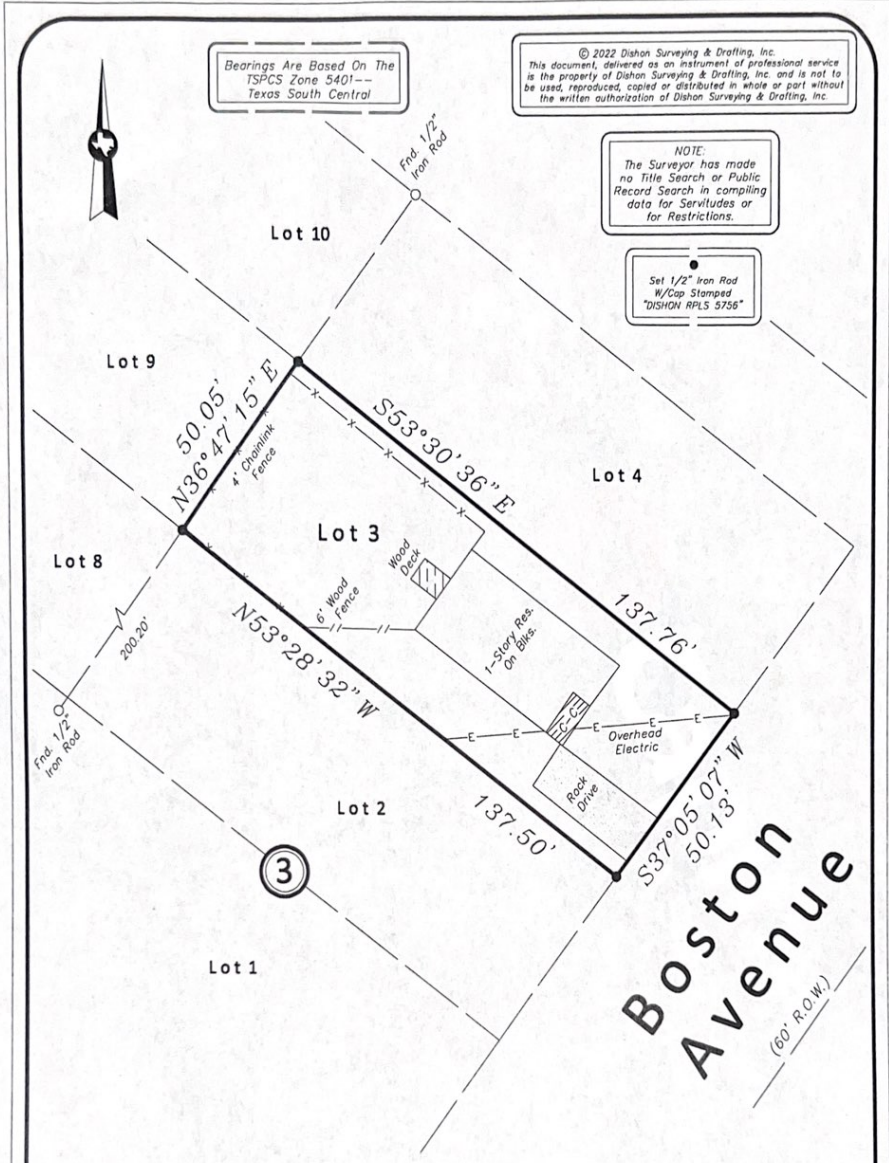 Bearings Are Based On The
TSPCS Zone 5401--
Texas South Central
© 2022 Dishon Surveying & Drafting, Inc.
This document, delivered as an instrument of professional service
is the property of Dishon Surveying & Drafting, Inc. and is not to
be used, reproduced, copied or distributed in whole or part without
the written authorization of Dishon Surveying & Drafting, Inc.
Fnd. 1/2"
Iron Rod
NOTE:
The Surveyor has made
no Title Search or Public
Record Search in compiling
data for Servitudes or
for Restrictions.
Lot 10
Set 1/2" Iron Rod
W/Cap Stamped
"DISHON RPLS 5756"
Lot 9
50.05'
N36°47'15" E
4' Chainlink
Fence
S53°30'36" E
137.76'
Lot 4
Lot 3
Lot 8
Wood
Deck
6' Wood
Fence
1-Story Res.
On Blks.
200.20'
N53°28'32" W
137.50'
C-C
E
E
E
E
E
Overhead
Electric
Fnd. 1/2"
Iron Rod
Rock
Drive
S37°05'07" W
50.13'
Lot 2
3
Lot 1
Boston
Avenue
(60' R.O.W.)